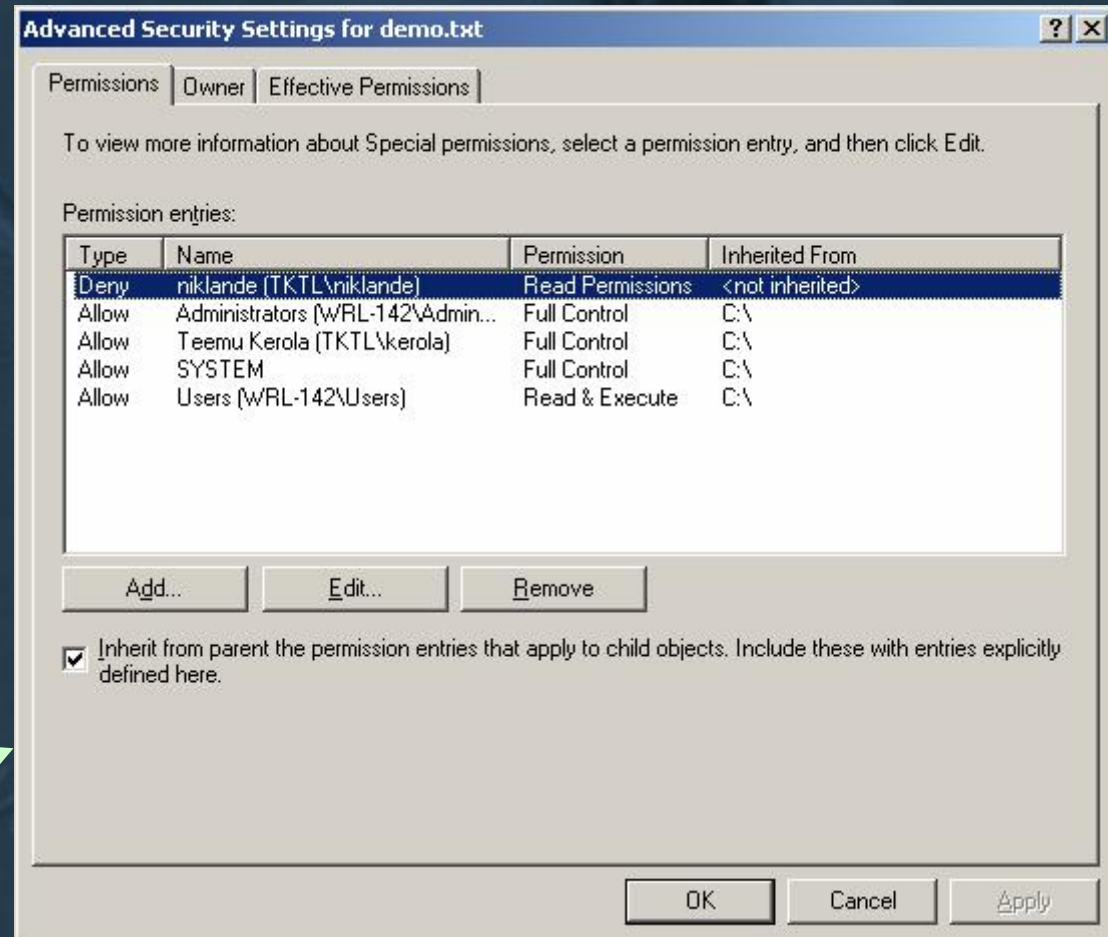 Advanced Security Settings for demo.txt
Permissions Owner Effective Permissions
To view more information about Special permissions, select a permission entry, and then click Edit.
Permission entries:
Type Name Permission Inherited From
Deny niklande (TKTL\niklande) Read Permissions <not inherited>
Allow Administrators (WRL-142\Admin... Full Control C:\
Allow Teemu Kerola (TKTL\kerola) Full Control C:\
Allow SYSTEM Full Control C:\
Allow Users (WRL-142\Users) Read & Execute C:\
Add... Edit... Remove
Inherit from parent the permission entries that apply to child objects. Include these with entries explicitly
defined here.
OK Cancel Apply